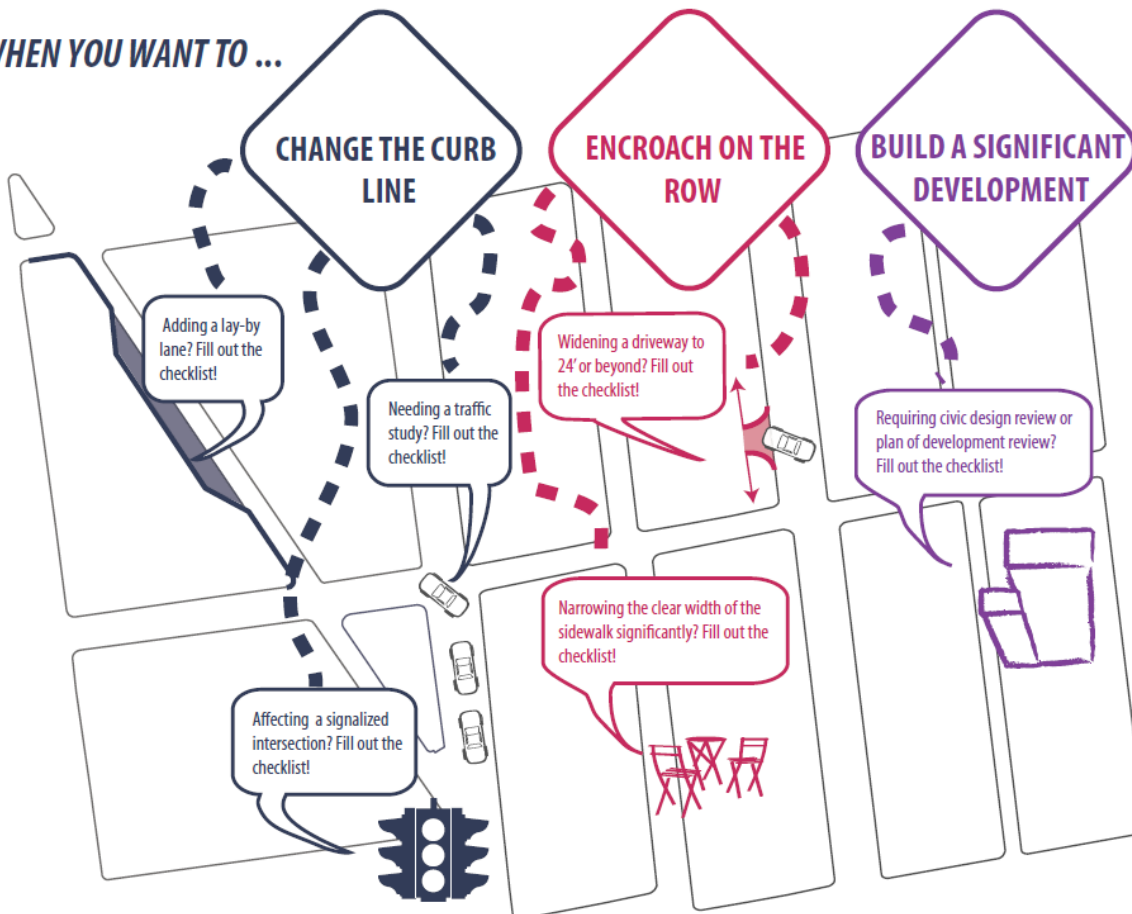 WHEN YOU WANT TO ...
CHANGE THE CURB
LINE
ENCROACH ON THE
ROW
BUILD A SIGNIFICANT
DEVELOPMENT
Adding a lay-by
lane? Fill out the
checklist!
Needing a traffic
study? Fill out the
checklist!
Affecting a signalized
intersection? Fill out the
checklist!
Widening a driveway to
24' or beyond? Fill out
the checklist!
Narrowing the clear width of the
sidewalk significantly? Fill out the
checklist!
Requiring civic design review or
plan of development review?
Fill out the checklist!